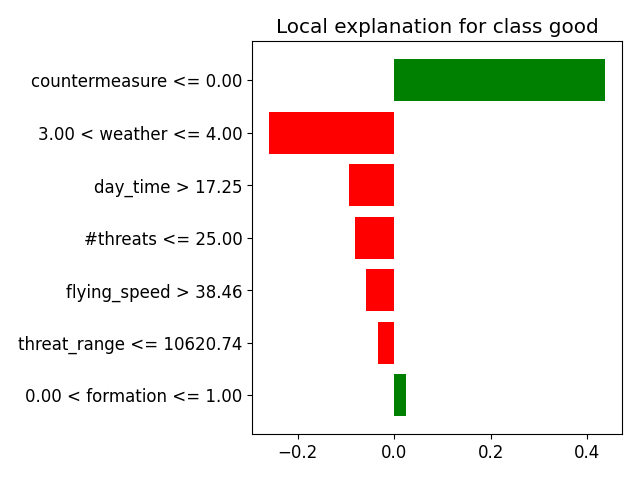 Local explanation for class good
countermeasure <= 0.00
3.00 < weather <= 4.00
day_time > 17.25
#threats <= 25.00
flying_speed > 38.46
threat_range <= 10620.74
0.00 < formation <= 1.00
−0.2 0.0 0.2 0.4